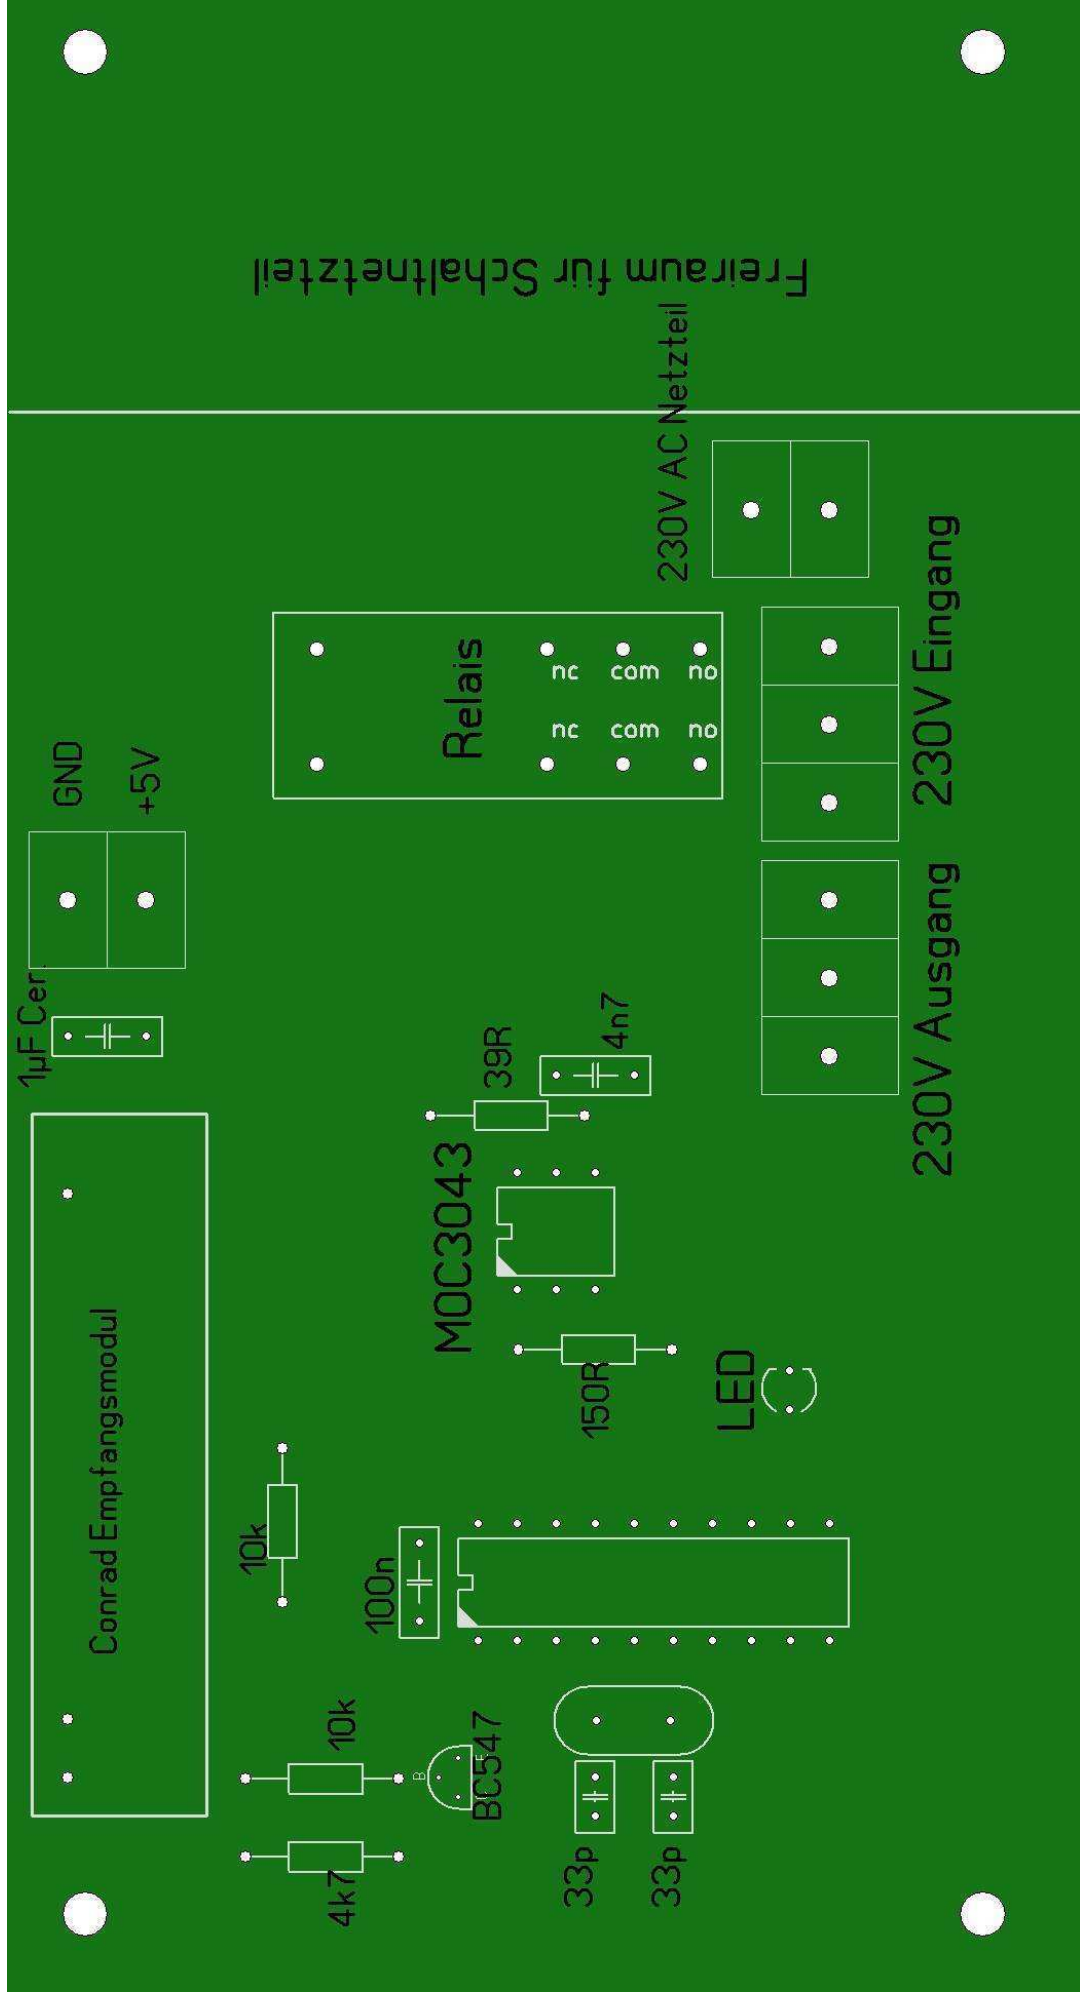 Freiraum für Schaltnetzteil
230V AC Netzteil
230V Eingang
Relais
nc com no
nc com no
GND
+5V
230V Ausgang
1µF Cer.
4n7
39R
MOC3043
Conrad Empfangsmodul
150R
LED
10k
100n
10k
B
E
BC547
33p
33p
4k7